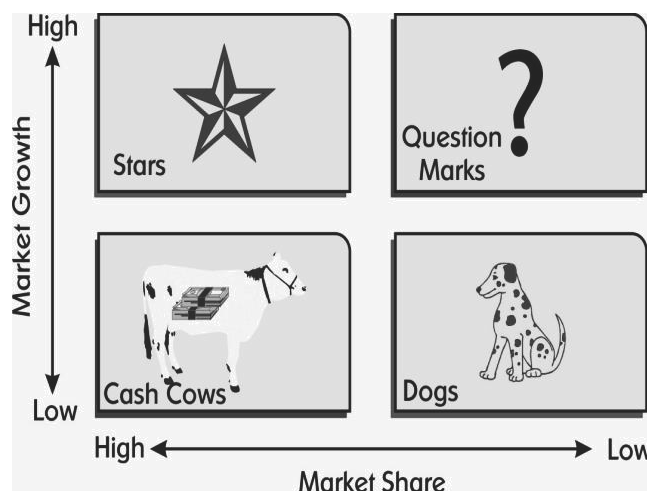 High
Stars
Question
Marks
Market Growth
Cash Cows
Dogs
Low
High
Low
Market Share